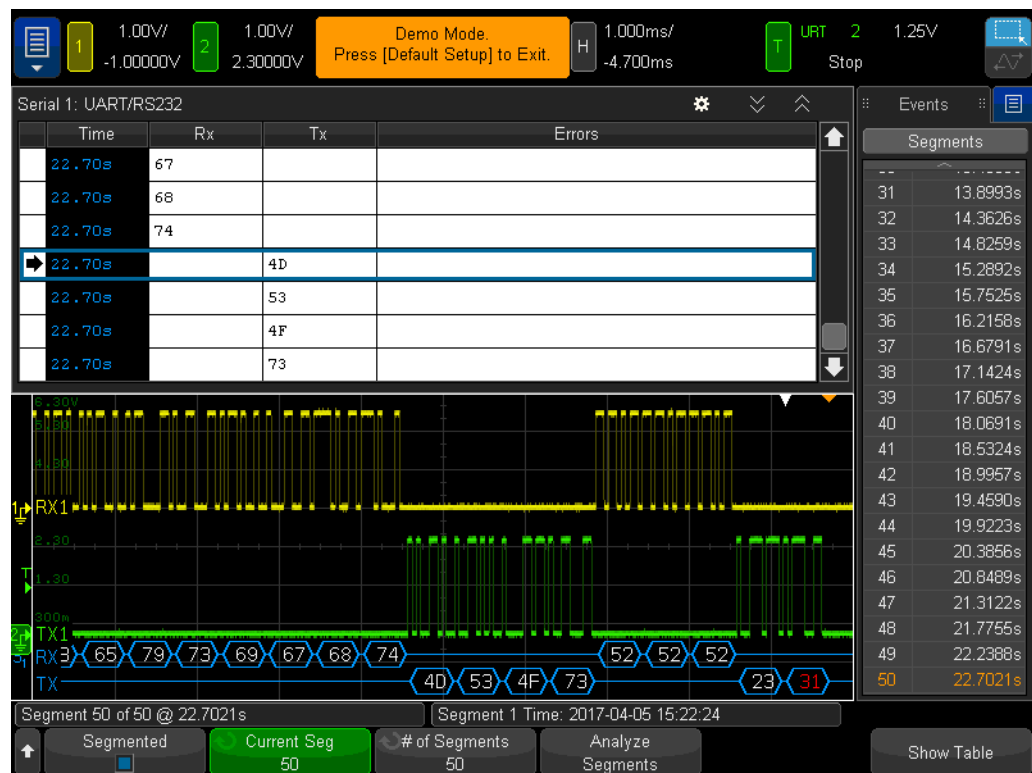 1 1.00V/ 2 1.00V/ Demo Mode. H 1.000ms/ T URT 2 1.25V
-1.00000V 2.30000V Press [Default Setup] to Exit. -4.700ms Stop
Serial 1: UART/RS232
Time Rx Tx Errors
22.70s 67
22.70s 68
22.70s 74
22.70s 4D
22.70s 53
22.70s 4F
22.70s 73
Events
Segments
31 13.8993s
32 14.3626s
33 14.8259s
34 15.2892s
35 15.7525s
36 16.2158s
37 16.6791s
38 17.1424s
39 17.6057s
40 18.0691s
41 18.5324s
42 18.9957s
43 19.4590s
44 19.9223s
45 20.3856s
46 20.8489s
47 21.3122s
48 21.7755s
49 22.2388s
50 22.7021s
6.30V
5.30
4.30
1 RX1
2.30
T
1.30
300m
2 TX1
S1 RX 3 65 79 73 69 67 68 74 52 52 52
TX 4D 53 4F 73 23 31
Segment 50 of 50 @ 22.7021s Segment 1 Time: 2017-04-05 15:22:24
Segmented Current Seg # of Segments Analyze Show Table
50 50 Segments